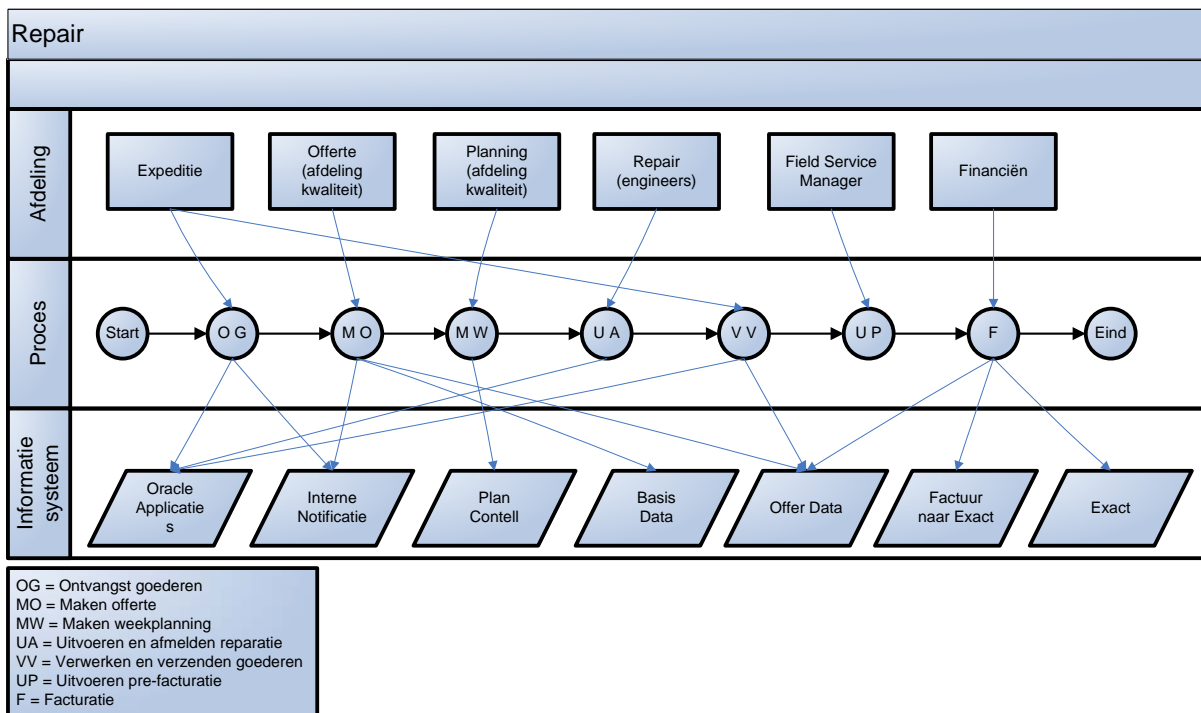 Repair
Afdeling
Expeditie
Offerte
(afdeling
kwaliteit)
Planning
(afdeling
kwaliteit)
Repair
(engineers)
Field Service
Manager
Financiën
Proces
Start
O G
M O
M W
U A
V V
U P
F
Eind
Informatie
systeem
Oracle
Applicatie
s
Interne
Notificatie
Plan
Contell
Basis
Data
Offer Data
Factuur
naar Exact
Exact
OG = Ontvangst goederen
MO = Maken offerte
MW = Maken weekplanning
UA = Uitvoeren en afmelden reparatie
VV = Verwerken en verzenden goederen
UP = Uitvoeren pre-facturatie
F = Facturatie